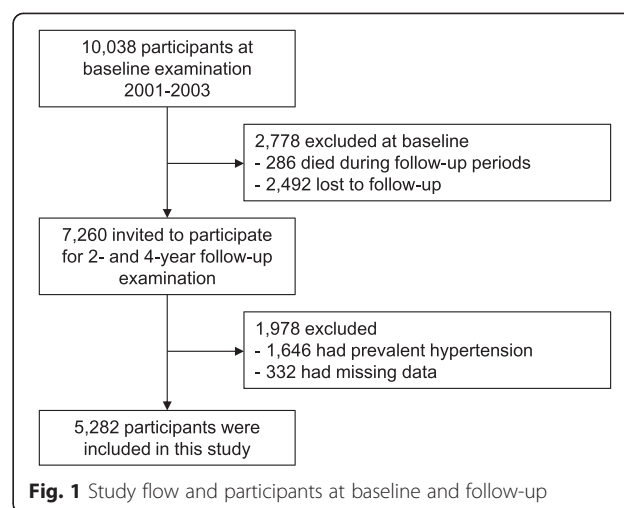 10,038 participants at
baseline examination
2001-2003
2,778 excluded at baseline
- 286 died during follow-up periods
- 2,492 lost to follow-up
7,260 invited to participate
for 2- and 4-year follow-up
examination
1,978 excluded
- 1,646 had prevalent hypertension
- 332 had missing data
5,282 participants were
included in this study
Fig. 1 Study flow and participants at baseline and follow-up